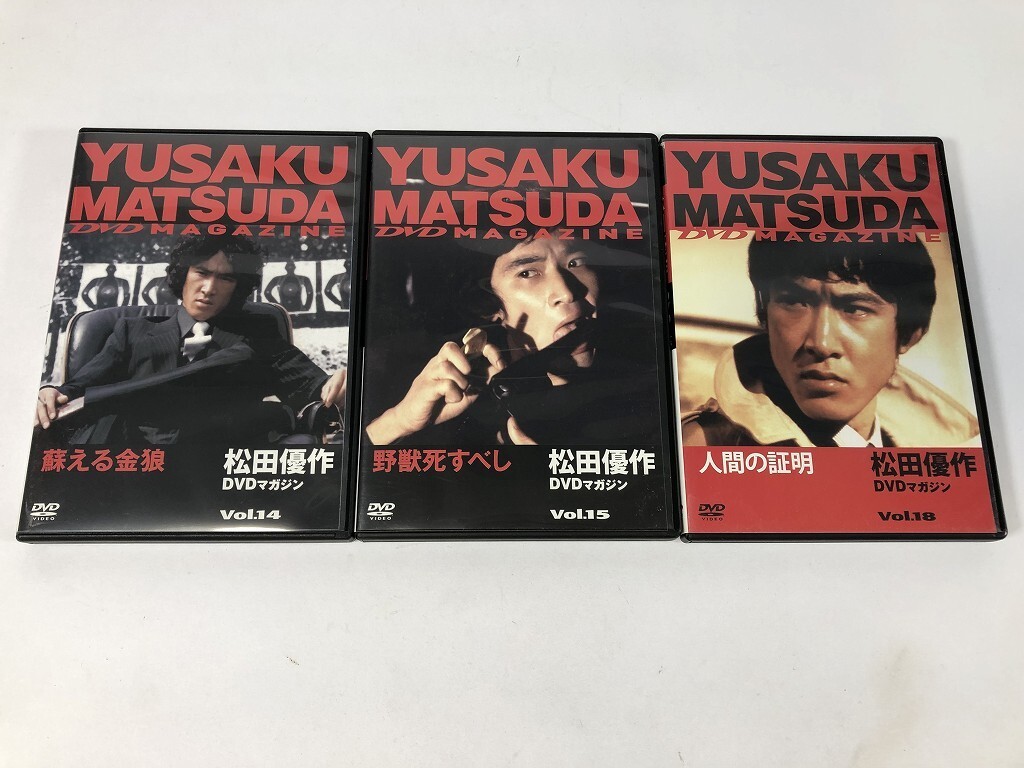 YUSAKU
MATSUDA
DVD MAGAZINE
蘇える金狼
松田優作
DVDマガジン
DVD
VIDEO
Vol.14
YUSAKU
MATSUDA
DVD MAGAZINE
野獣死すべし
松田優作
DVDマガジン
DVD
VIDEO
Vol.15
YUSAKU
MATSUDA
DVD MAGAZINE
人間の証明
松田優作
DVDマガジン
DVD
VIDEO
Vol.18